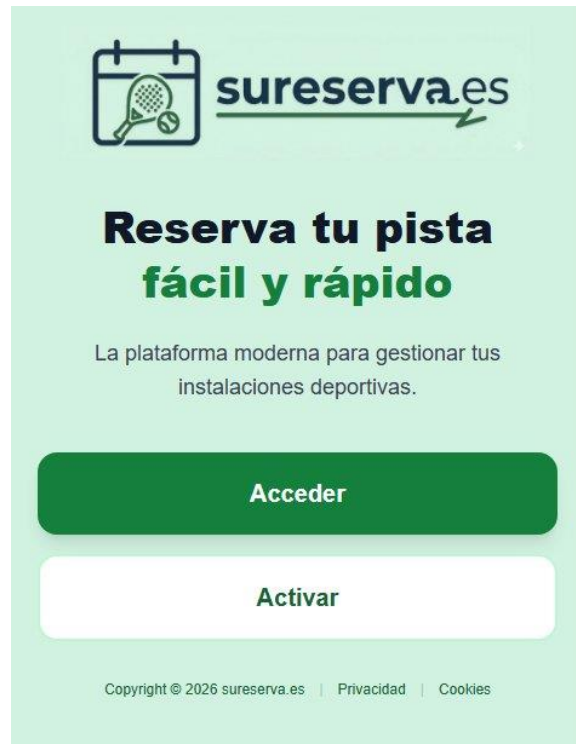 sureserva.es
Reserva tu pista
fácil y rápido
La plataforma moderna para gestionar tus
instalaciones deportivas.
Acceder
Activar
Copyright © 2026 sureserva.es | Privacidad | Cookies